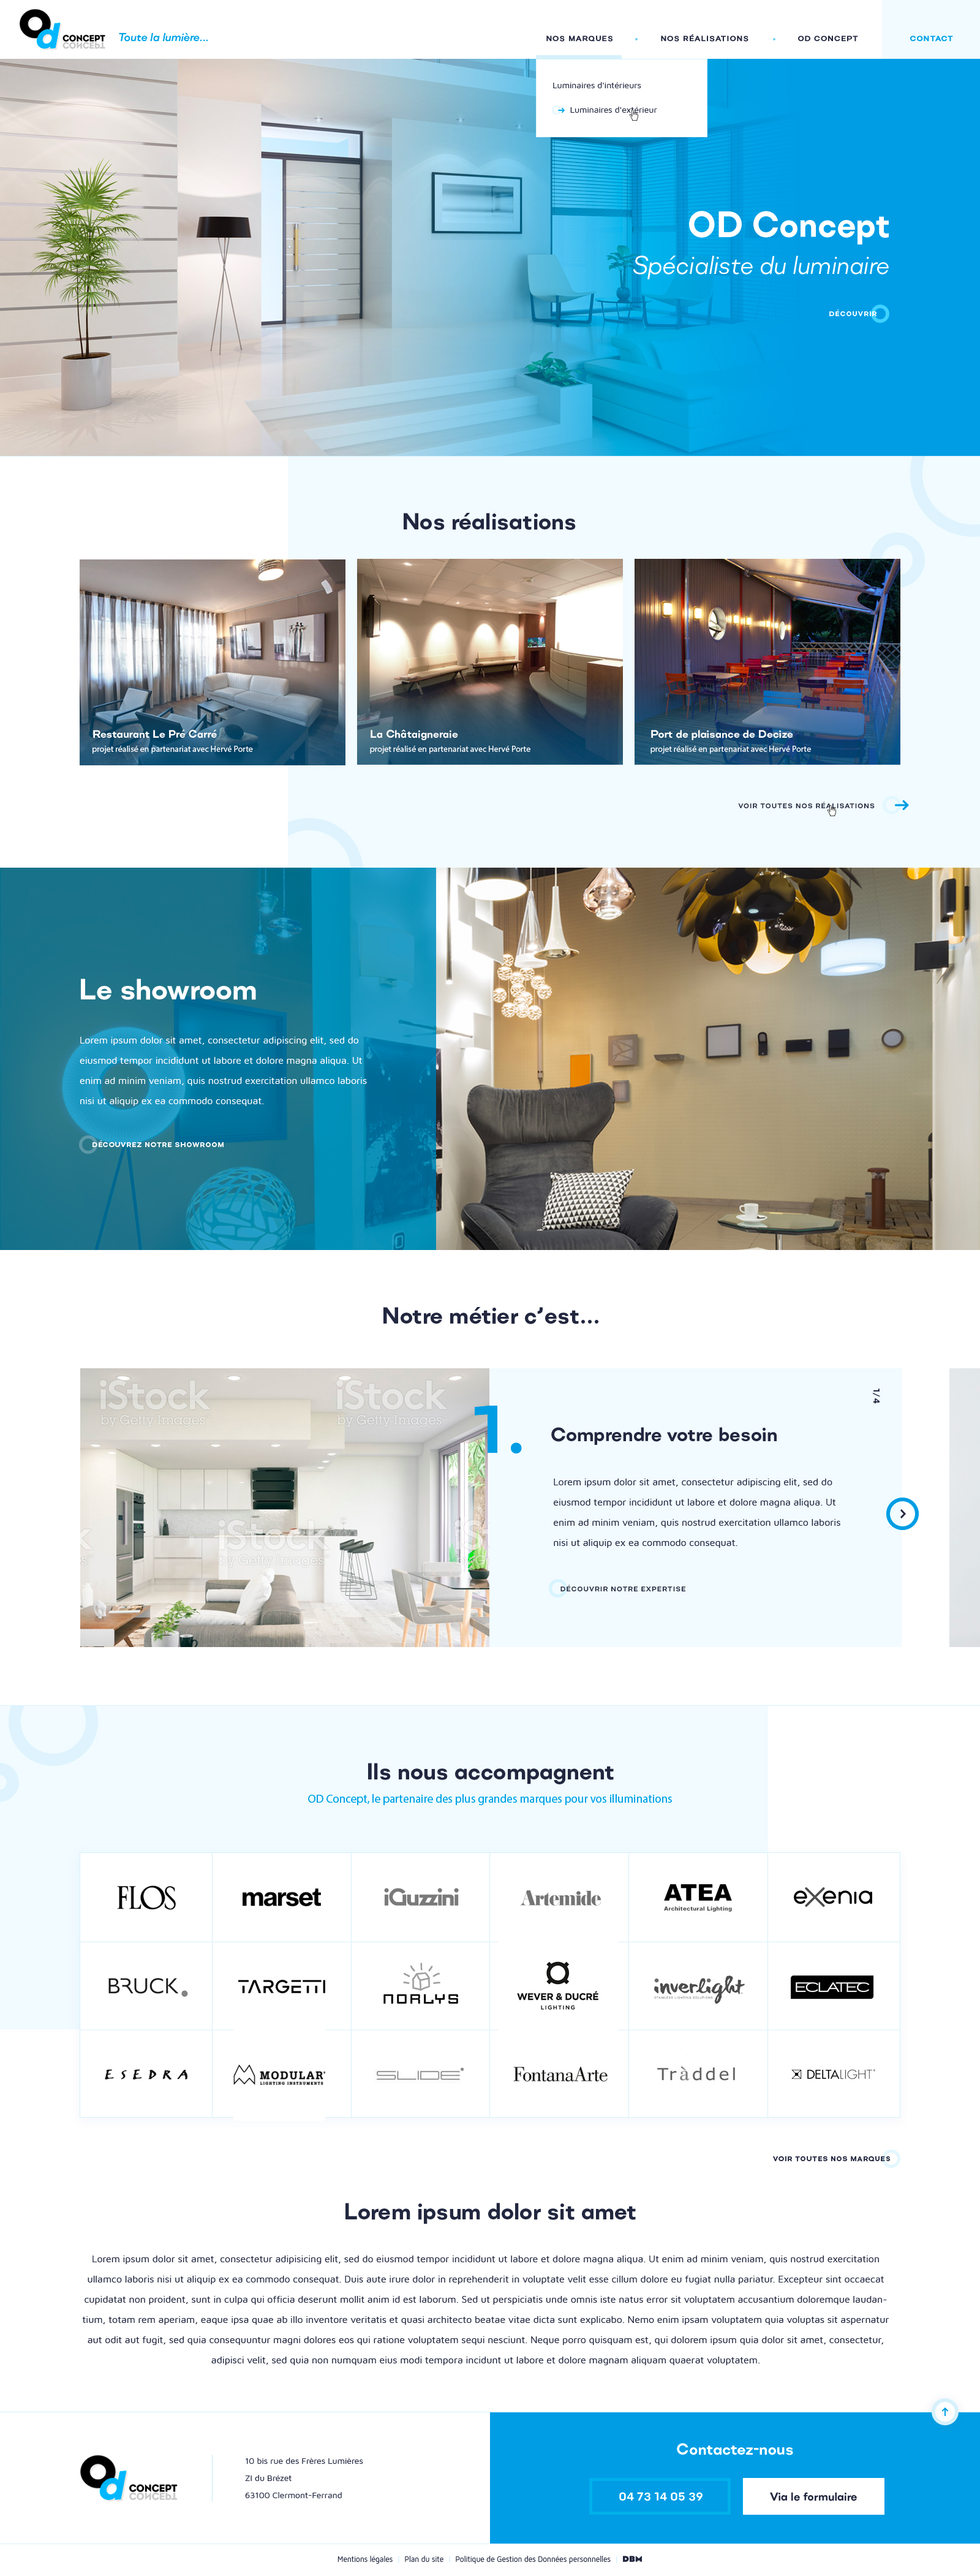 Od CONCEPT
Toute la lumière...
NOS MARQUES
NOS RÉALISATIONS
OD CONCEPT
CONTACT
Luminaires d'intérieurs
Luminaires d'extérieur
OD Concept
Spécialiste du luminaire
DÉCOUVRIR
Nos réalisations
Restaurant Le Pré Carré
projet réalisé en partenariat avec Hervé Porte
La Châtaigneraie
projet réalisé en partenariat avec Hervé Porte
Port de plaisance de Decize
projet réalisé en partenariat avec Hervé Porte
VOIR TOUTES NOS RÉALISATIONS
Le showroom
Lorem ipsum dolor sit amet, consectetur adipiscing elit, sed do
eiusmod tempor incididunt ut labore et dolore magna aliqua. Ut
enim ad minim veniam, quis nostrud exercitation ullamco laboris
nisi ut aliquip ex ea commodo consequat.
DÉCOUVREZ NOTRE SHOWROOM
Notre métier c’est...
iStock
by Getty Images
iStock
by Getty Images
iStock
by Getty Images
1/4
1.
Comprendre votre besoin
Lorem ipsum dolor sit amet, consectetur adipiscing elit, sed do
eiusmod tempor incididunt ut labore et dolore magna aliqua. Ut
enim ad minim veniam, quis nostrud exercitation ullamco laboris
nisi ut aliquip ex ea commodo consequat.
DÉCOUVRIR NOTRE EXPERTISE
Ils nous accompagnent
OD Concept, le partenaire des plus grandes marques pour vos illuminations
FLOS
marset
iGuzzini
Artemide
ATEA
Architectural Lighting
exenia
BRUCK
TARGETTI
NORLYS
WEVER & DUCRÉ
LIGHTING
inverlight
STAINLESS LIGHTING SOLUTIONS
ECLATEC
ESEDRA
MODULAR
LIGHTING INSTRUMENTS
SLIDE
FontanaArte
Tràddel
DELTALIGHT
VOIR TOUTES NOS MARQUES
Lorem ipsum dolor sit amet
Lorem ipsum dolor sit amet, consectetur adipisicing elit, sed do eiusmod tempor incididunt ut labore et dolore magna aliqua. Ut enim ad minim veniam, quis nostrud exercitation
ullamco laboris nisi ut aliquip ex ea commodo consequat. Duis aute irure dolor in reprehenderit in voluptate velit esse cillum dolore eu fugiat nulla pariatur. Excepteur sint occaecat
cupidatat non proident, sunt in culpa qui officia deserunt mollit anim id est laborum. Sed ut perspiciatis unde omnis iste natus error sit voluptatem accusantium doloremque laudan-
tium, totam rem aperiam, eaque ipsa quae ab illo inventore veritatis et quasi architecto beatae vitae dicta sunt explicabo. Nemo enim ipsam voluptatem quia voluptas sit aspernatur
aut odit aut fugit, sed quia consequuntur magni dolores eos qui ratione voluptatem sequi nesciunt. Neque porro quisquam est, qui dolorem ipsum quia dolor sit amet, consectetur,
adipisci velit, sed quia non numquam eius modi tempora incidunt ut labore et dolore magnam aliquam quaerat voluptatem.
Od CONCEPT
10 bis rue des Frères Lumières
ZI du Brézet
63100 Clermont-Ferrand
Contactez-nous
04 73 14 05 39
Via le formulaire
Mentions légales
Plan du site
Politique de Gestion des Données personnelles
DBM